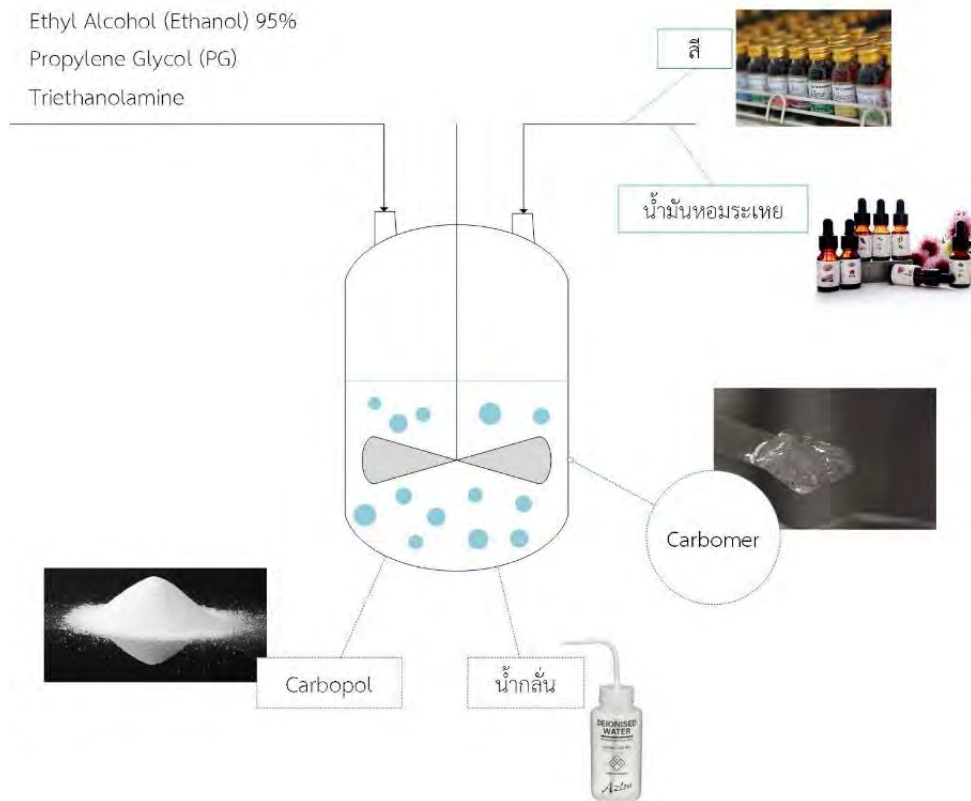 Ethyl Alcohol (Ethanol) 95%
Propylene Glycol (PG)
Triethanolamine
สี
น้ำมันหอมระเหย
Carbomer
Carbopol
น้ำกลั่น
DEIONISED
WATER
Azlon